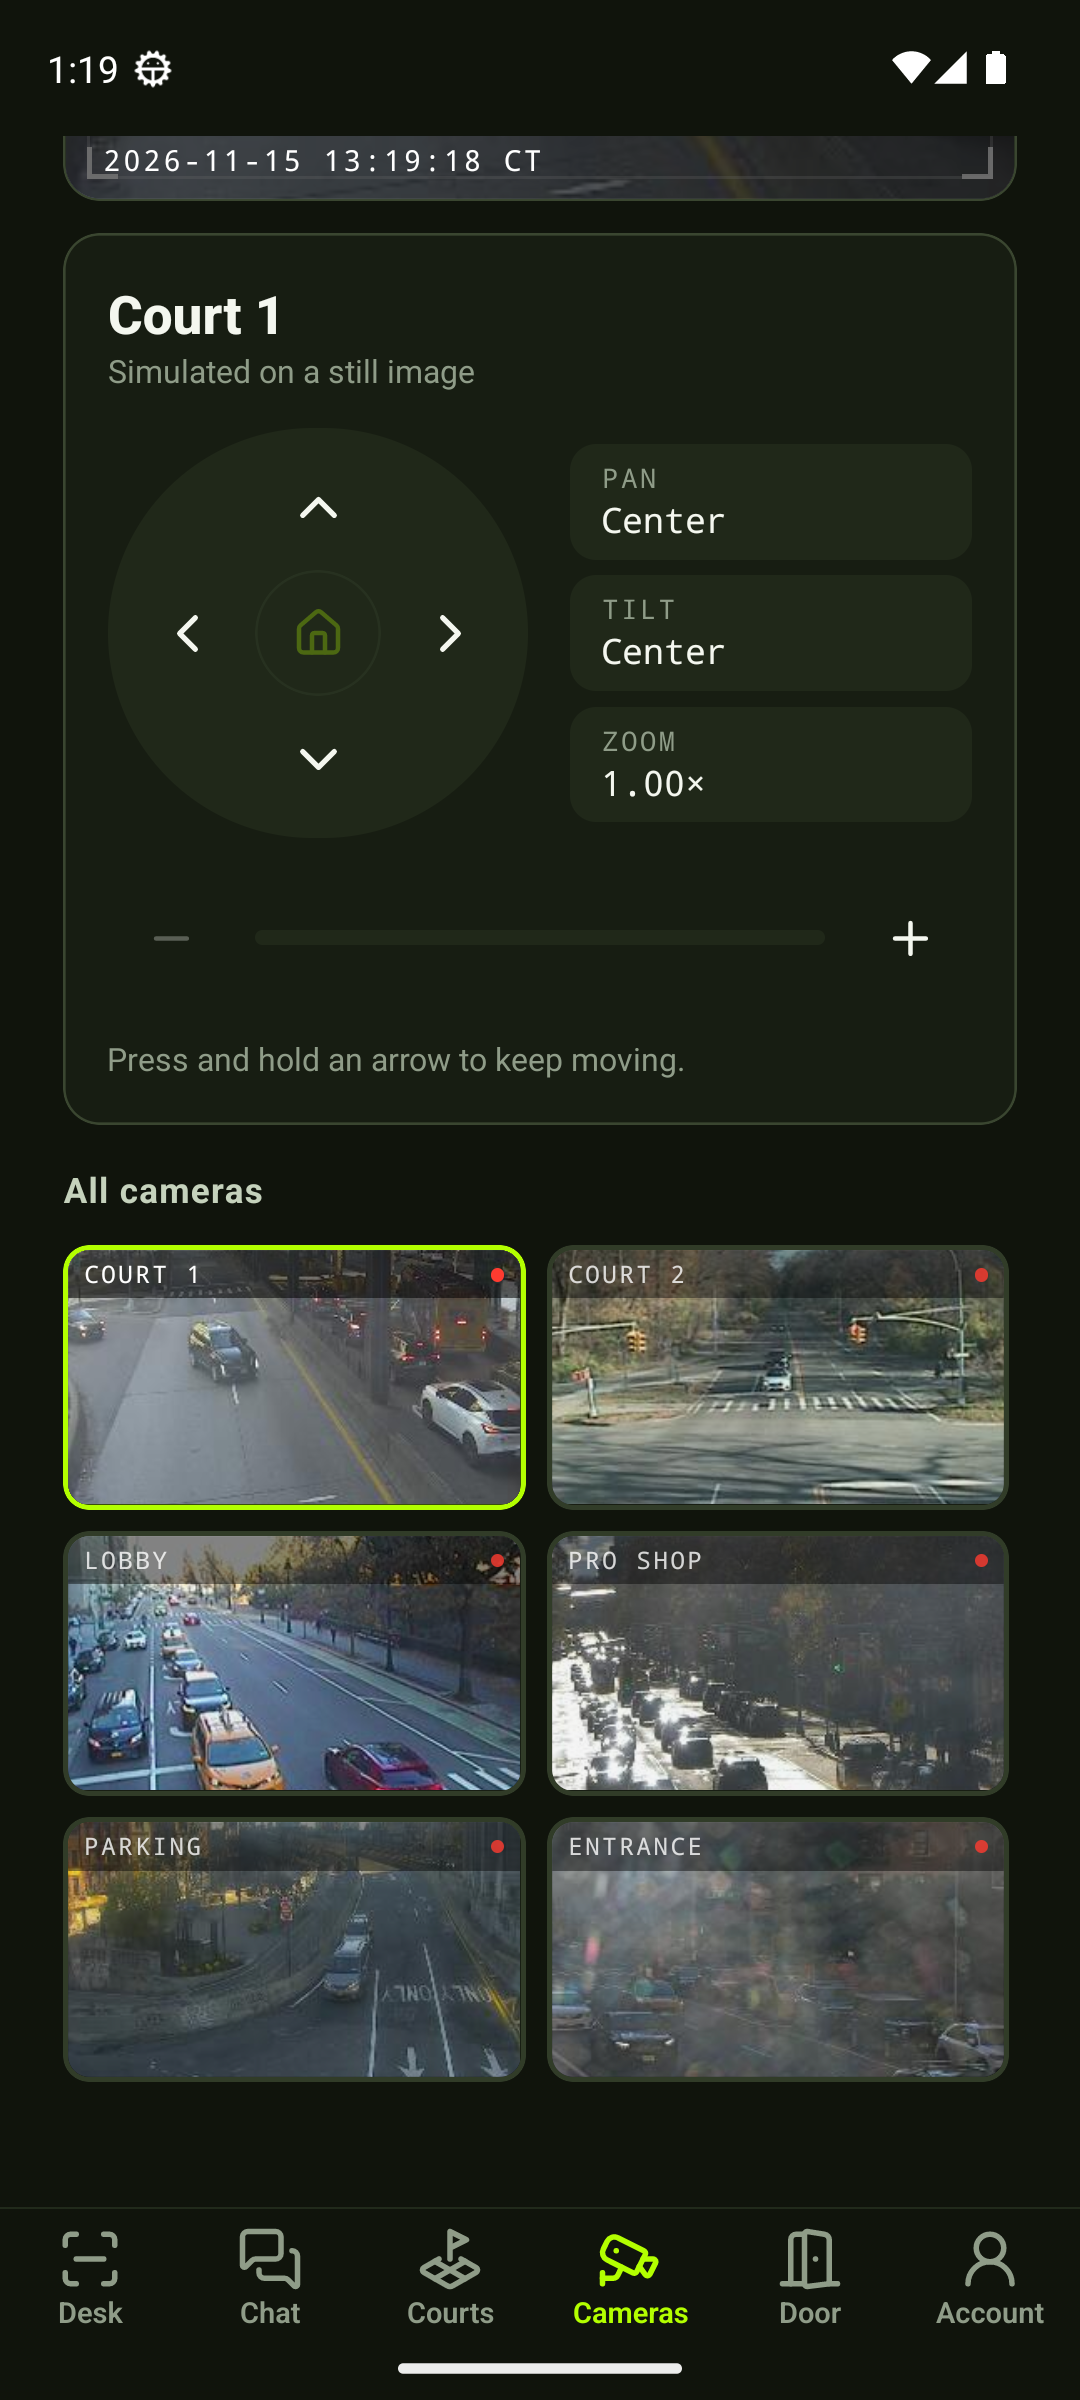 1:19
2026-11-15 13:19:18 CT
Court 1
Simulated on a still image
PAN
Center
TILT
Center
ZOOM
1.00×
Press and hold an arrow to keep moving.
All cameras
COURT 1
COURT 2
LOBBY
PRO SHOP
PARKING
ENTRANCE
ONLY
ONLY
Desk
Chat
Courts
Cameras
Door
Account